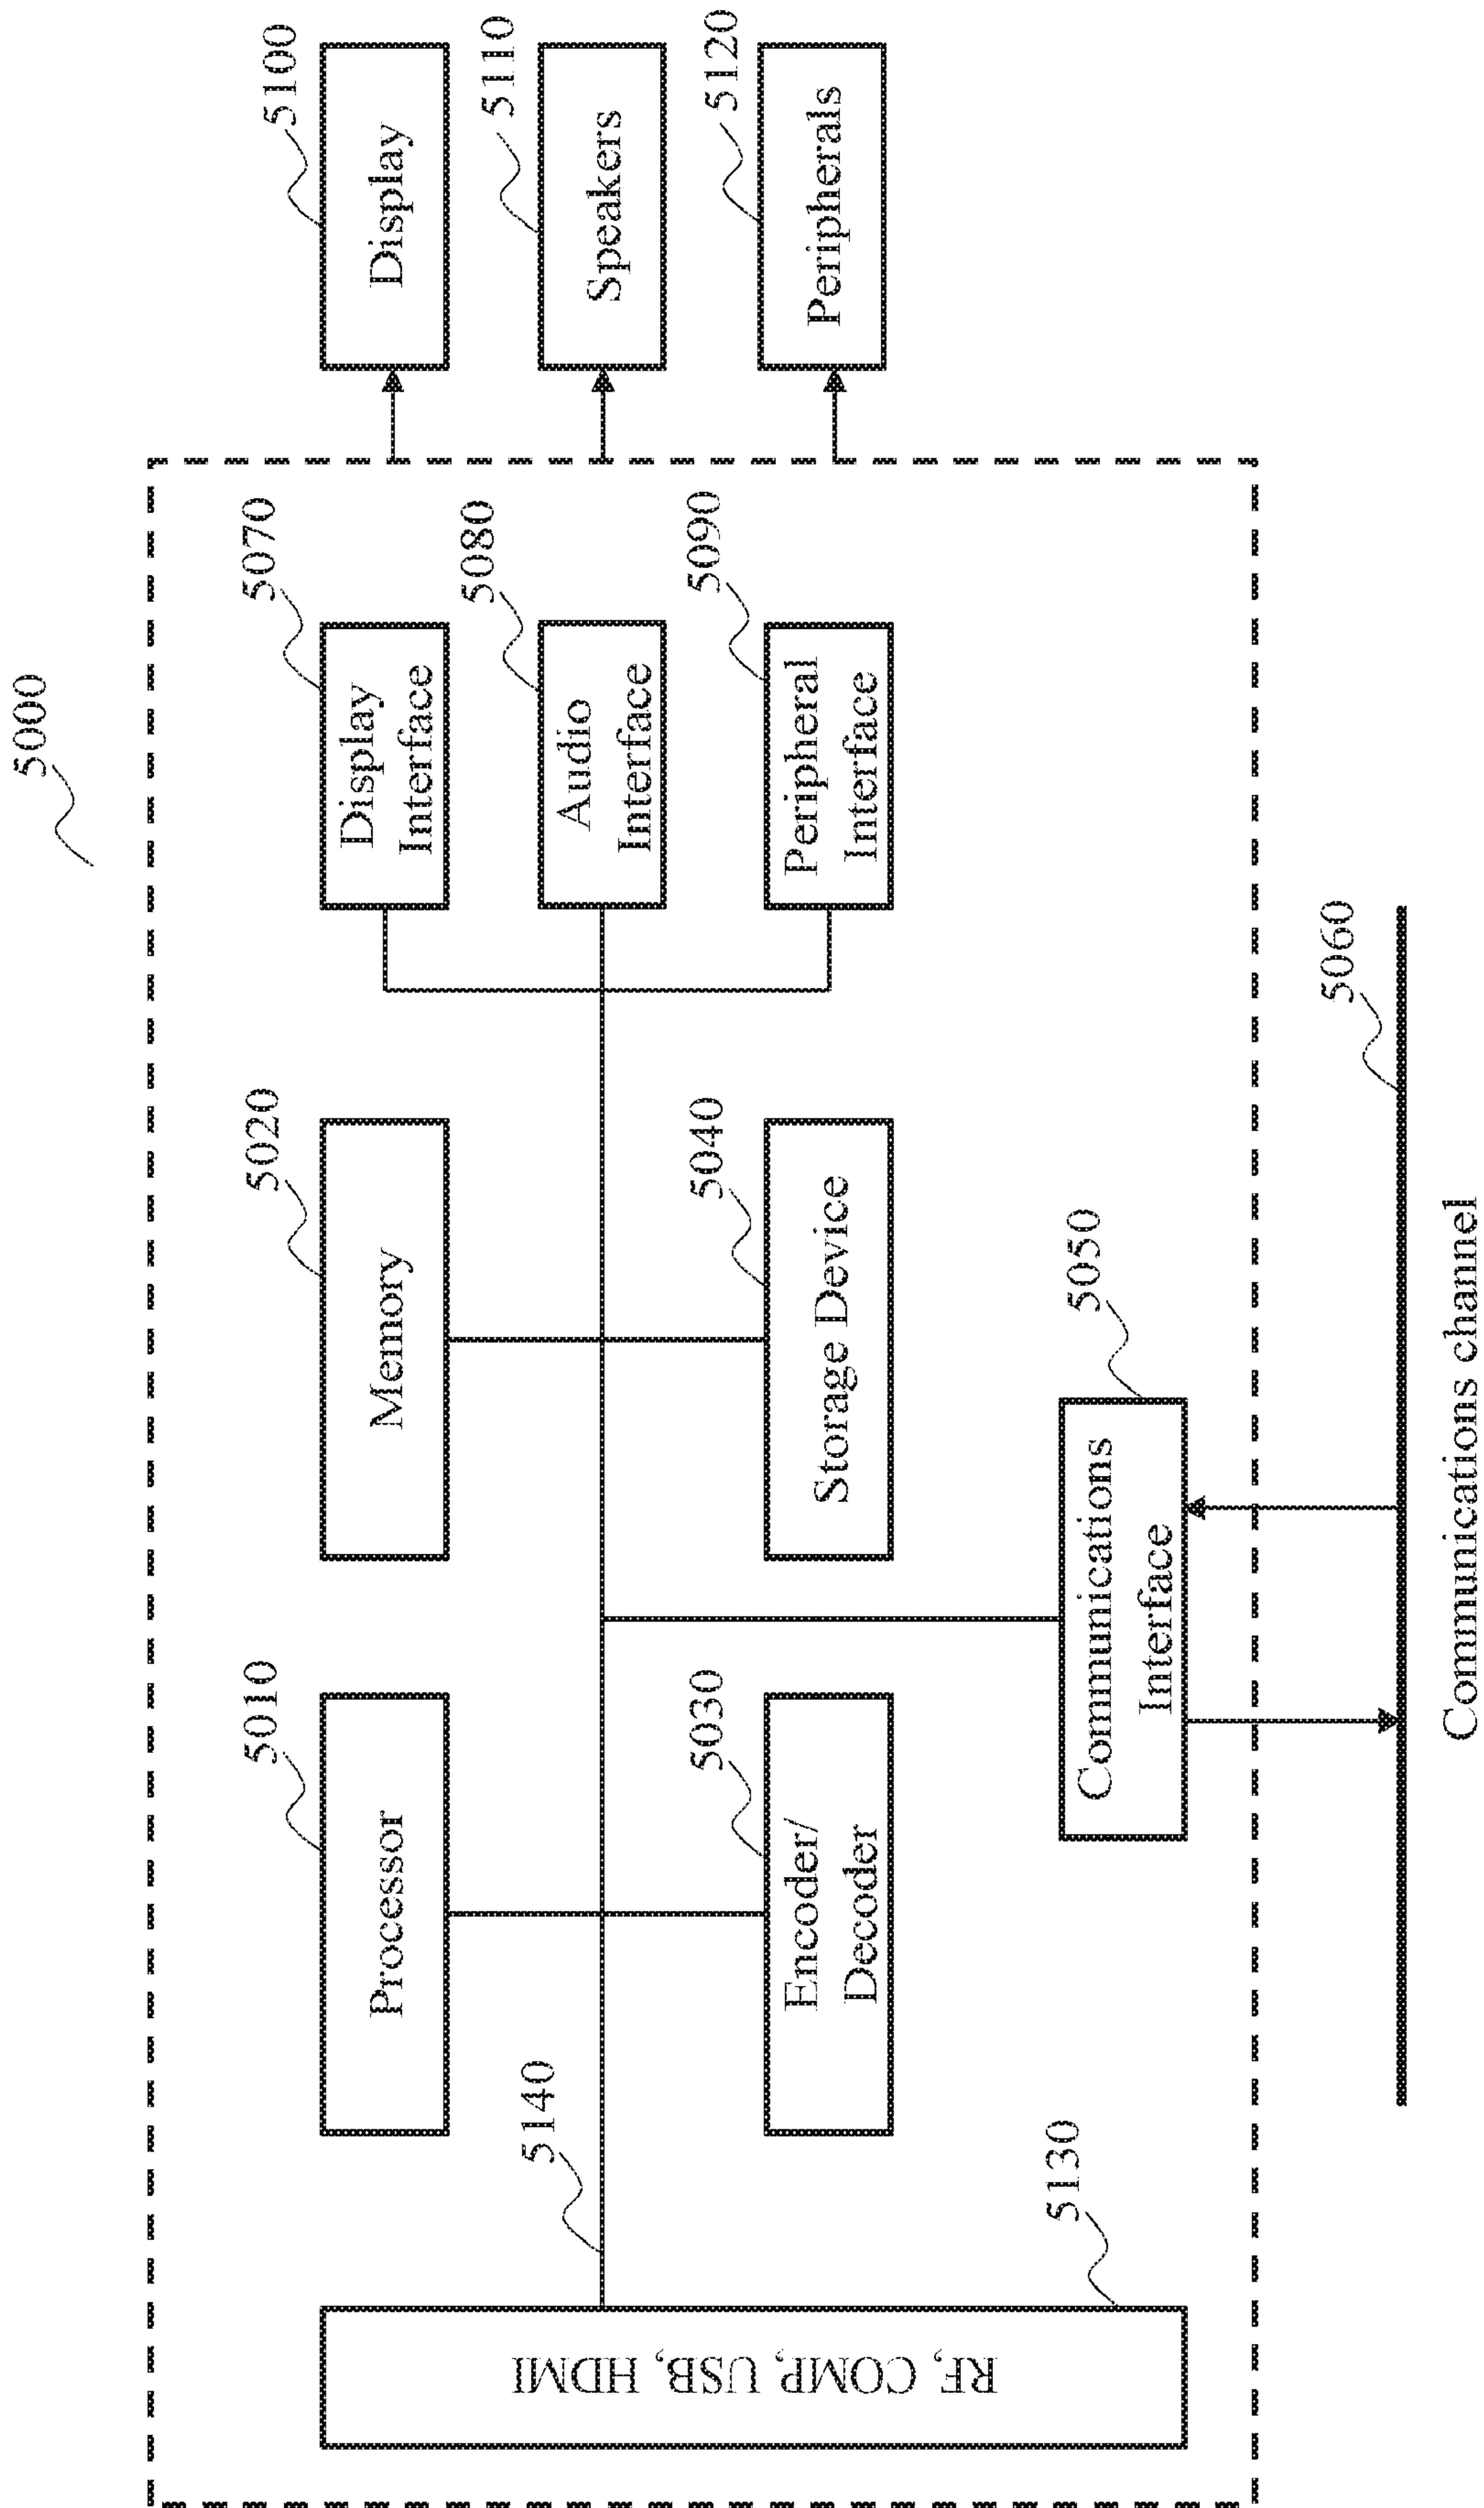 5000
RF, COMP, USB, HDMI
5130
5140
5010
Processor
5030
Encoder/
Decoder
5020
Memory
5040
Storage Device
5050
Communications
Interface
5070
Display
Interface
5080
Audio
Interface
5090
Peripheral
Interface
5100
Display
5110
Speakers
5120
Peripherals
5060
Communications channel